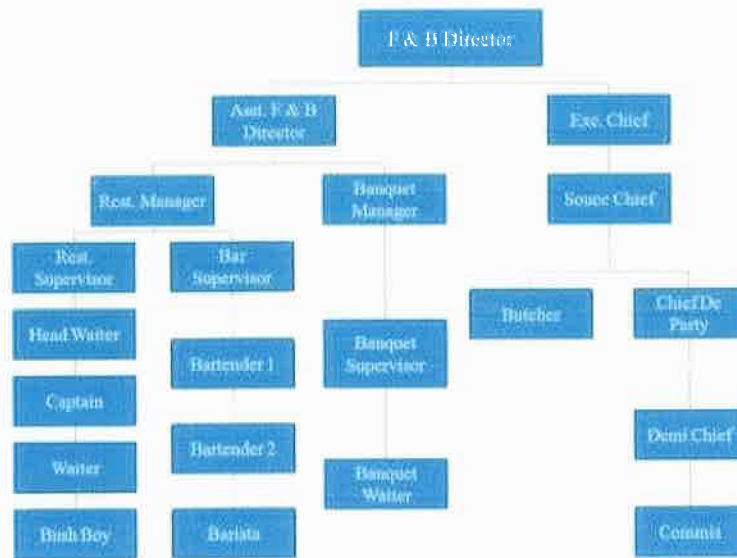 F & B Director
Asst. F & B
Director
Exe. Chief
Rest. Manager
Banquet
Manager
Souce Chief
Rest.
Supervisor
Bar
Supervisor
Butcher
Chief De
Party
Head Waiter
Bartender 1
Banquet
Supervisor
Captain
Waiter
Bartender 2
Banquet
Waiter
Demi Chief
Bush Boy
Barista
Commis